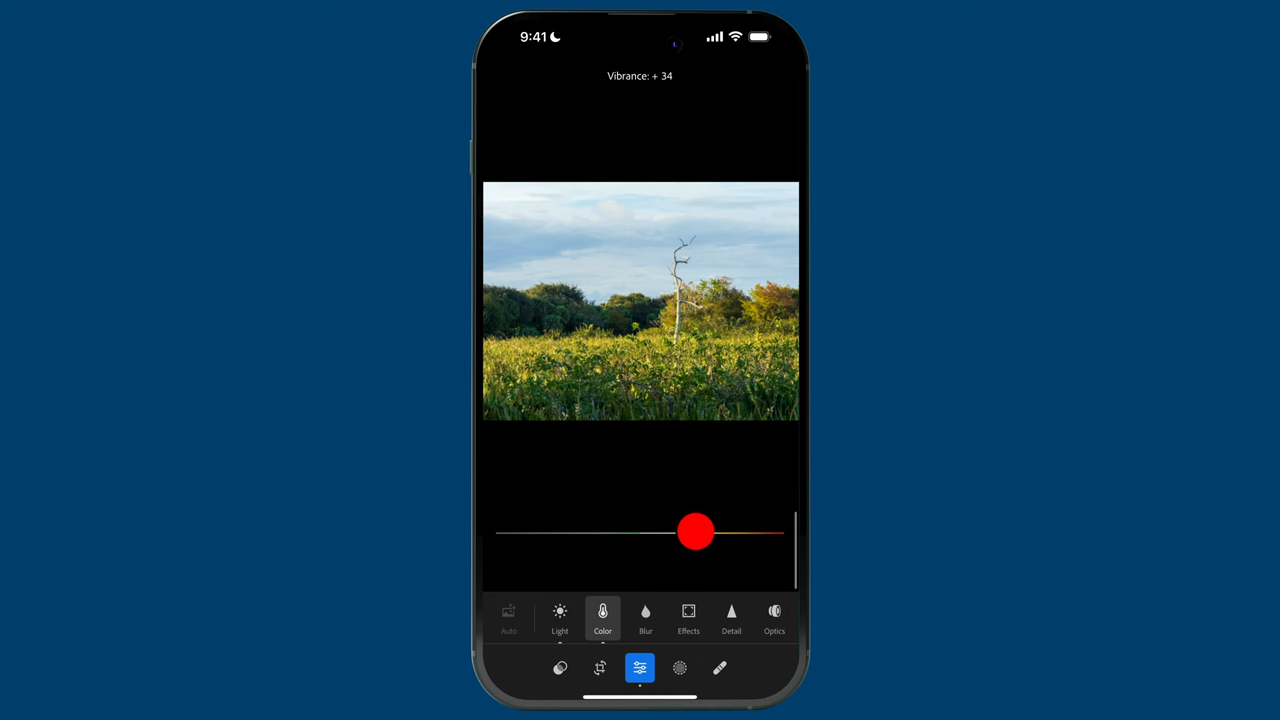 9:41
Vibrance: + 34
Auto
Light
Color
Blur
Effects
Detail
Optics